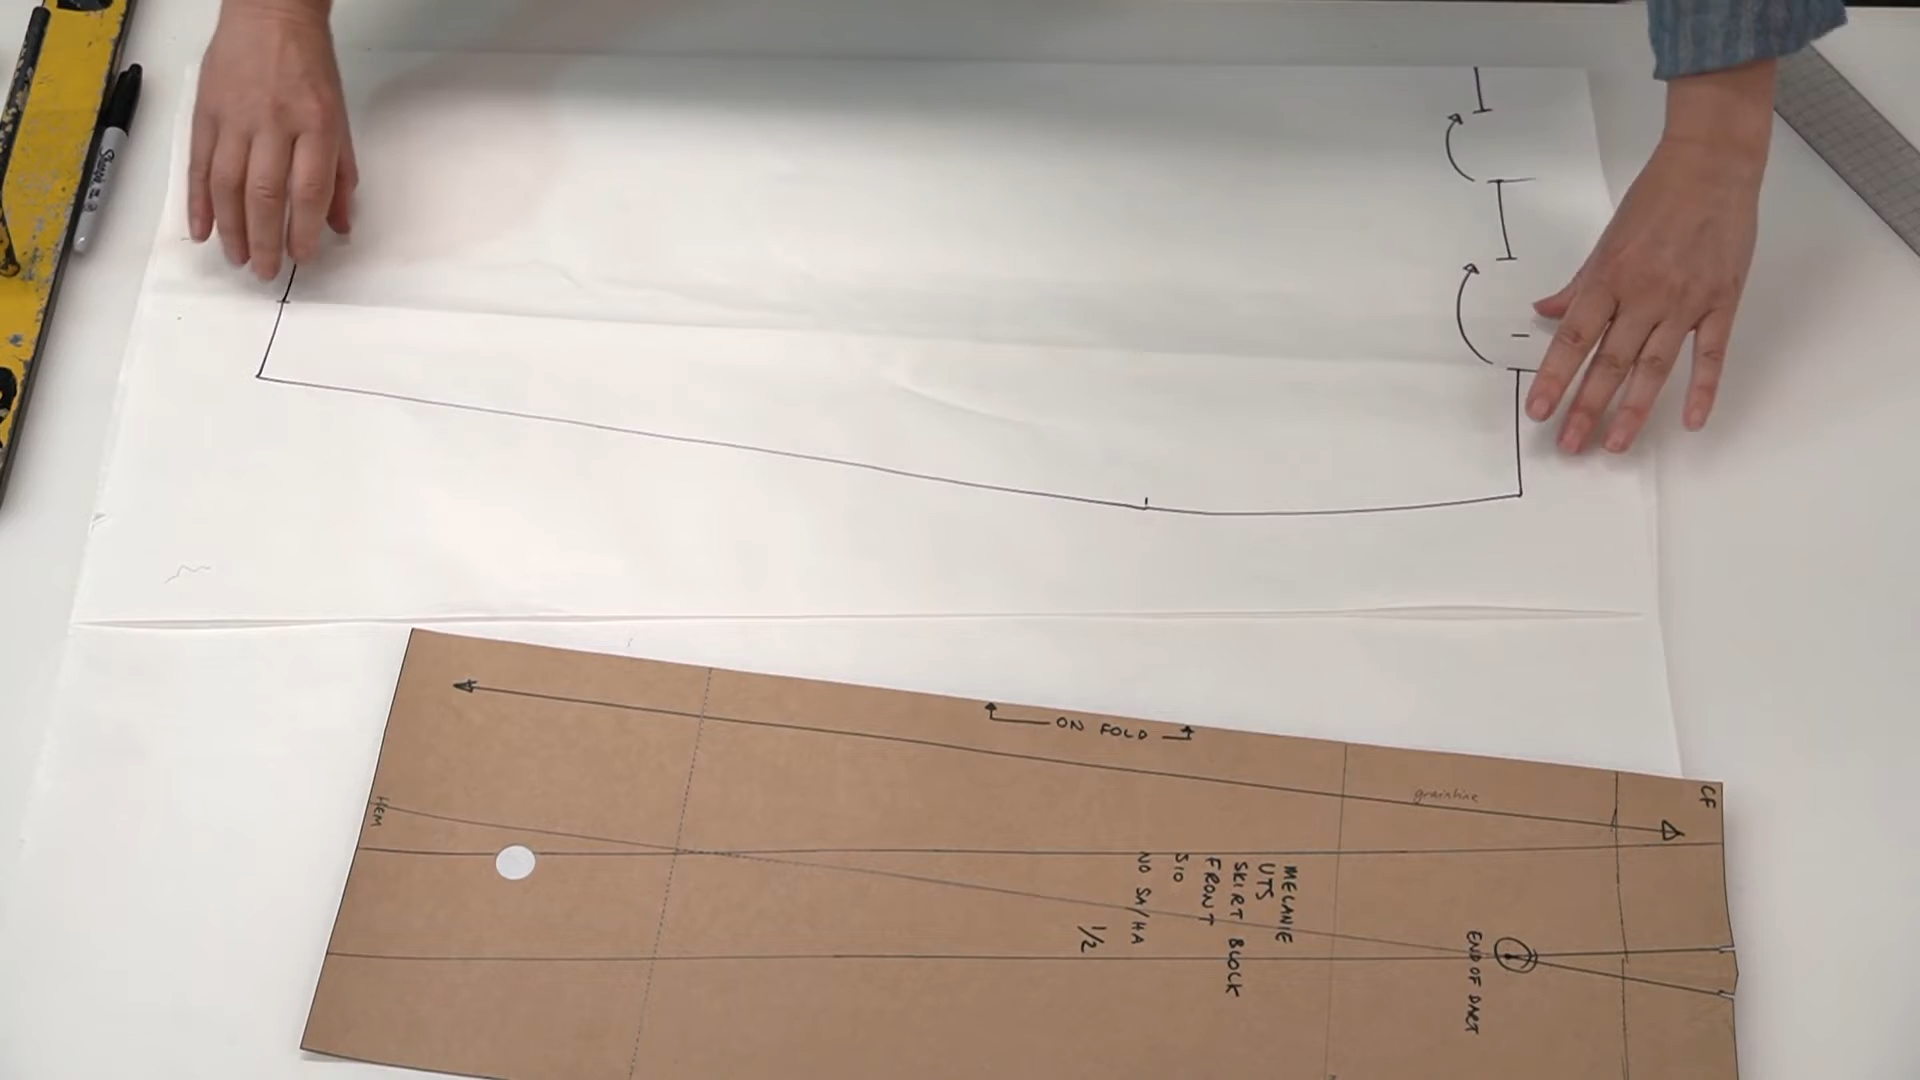 ON FOLD
CF
grainline
HEM
MELANIE
UTS
SKIRT BLOCK
FRONT
S10
NO SA/HA
1/2
END OF DART